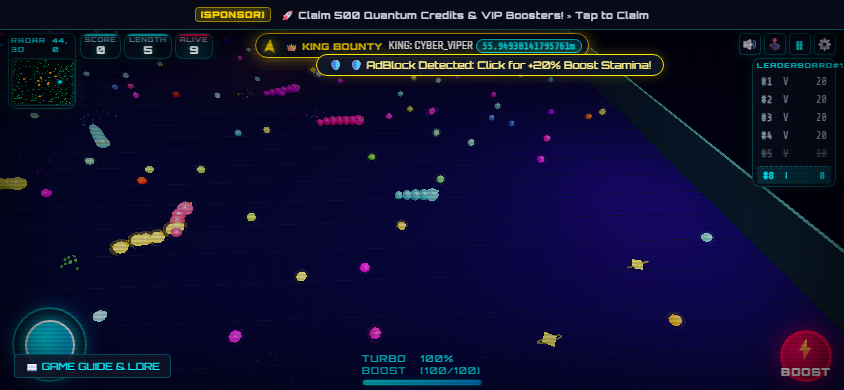 [SPONSOR] 🚀 Claim 500 Quantum Credits & VIP Boosters! » Tap to Claim
RADAR 44, 30 0
SCORE
0
LENGTH
5
ALIVE
9
KING BOUNTY KING: CYBER_VIPER 55.94938141795761m
AdBlock Detected: Click for +20% Boost Stamina!
LEADERBOARD #1
#1 V 20
#2 V 20
#3 V 20
#4 V 20
#5 V 10
#8 I 0
GAME GUIDE & LORE
TURBO BOOST 100% (100/100)
BOOST